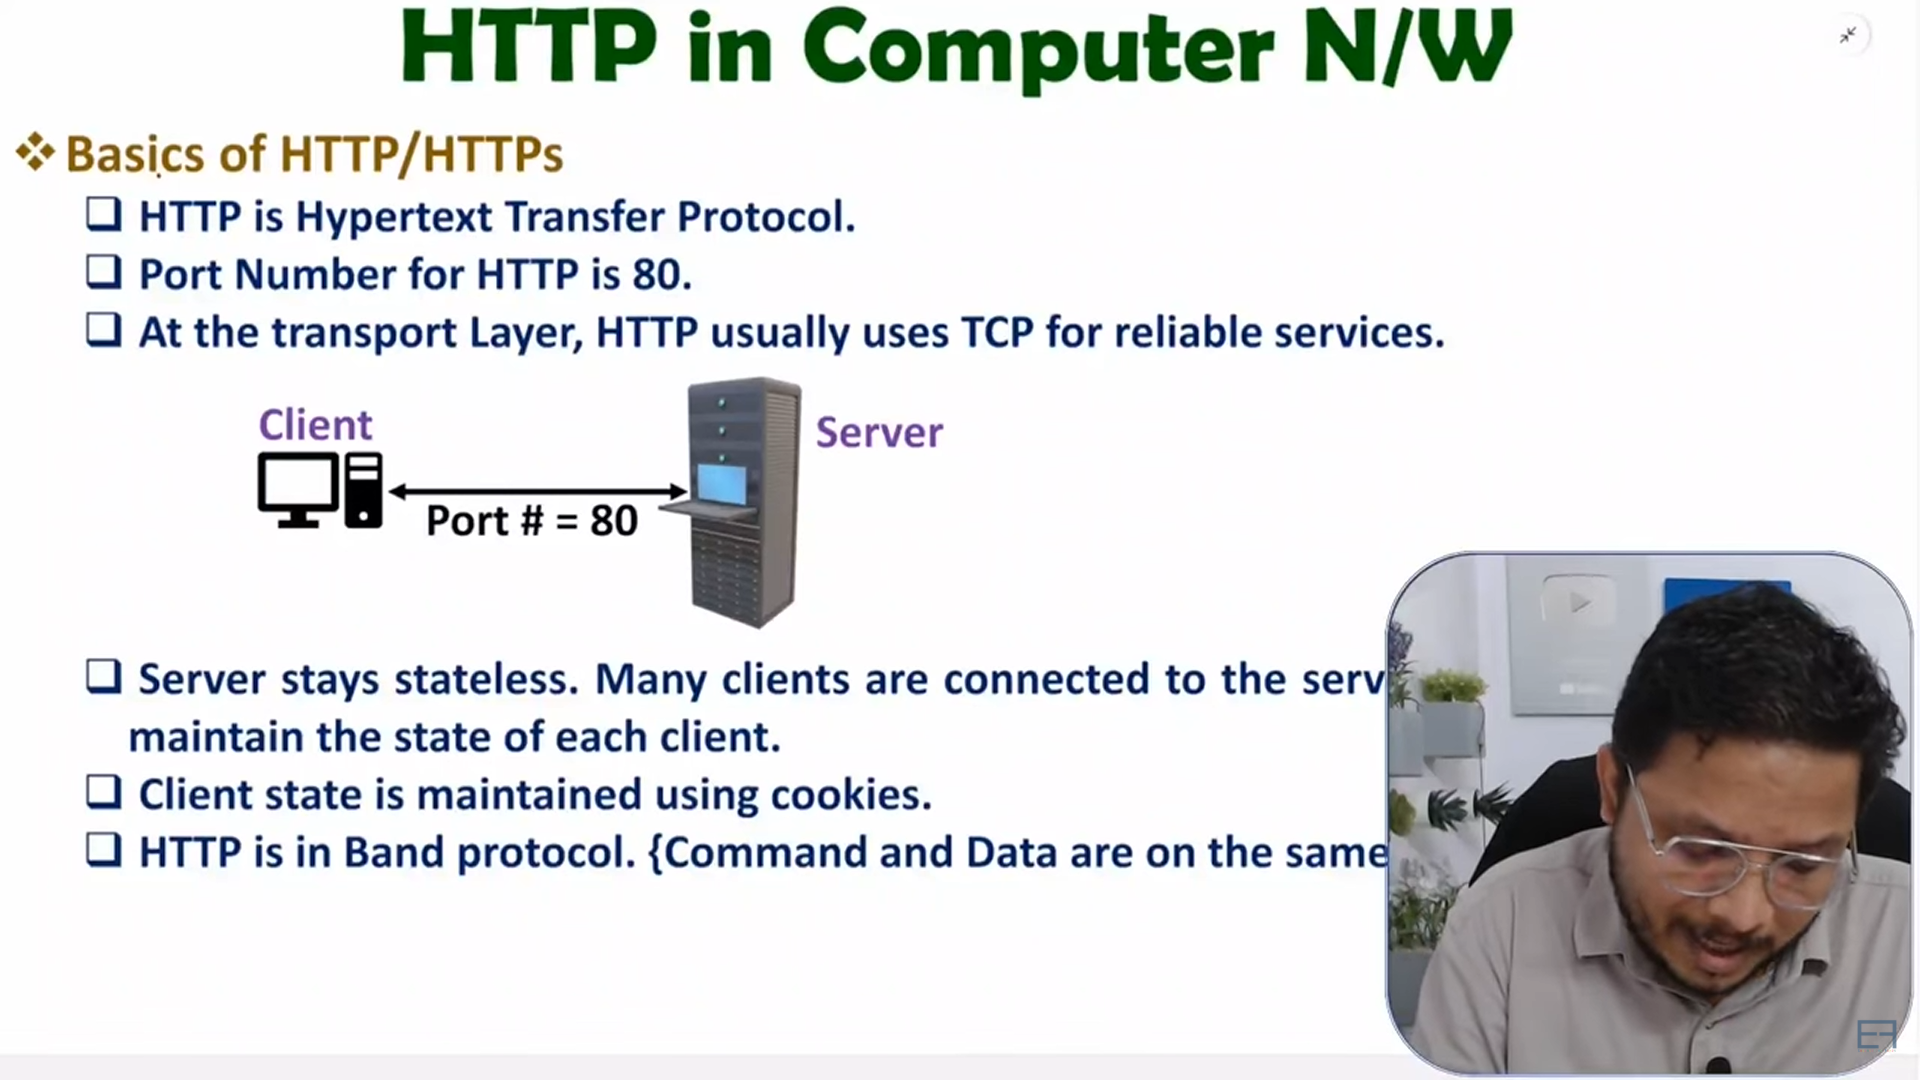 HTTP in Computer N/W
Basics of HTTP/HTTPs
HTTP is Hypertext Transfer Protocol.
Port Number for HTTP is 80.
At the transport Layer, HTTP usually uses TCP for reliable services.
Client
Server
Port # = 80
Server stays stateless. Many clients are connected to the serv
maintain the state of each client.
Client state is maintained using cookies.
HTTP is in Band protocol. {Command and Data are on the same
EF